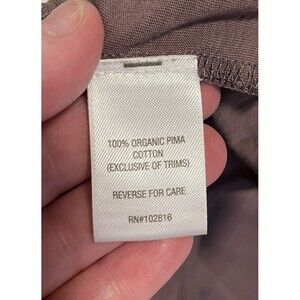 100% ORGANIC PIMA
COTTON
(EXCLUSIVE OF TRIMS)
REVERSE FOR CARE
RN#102816